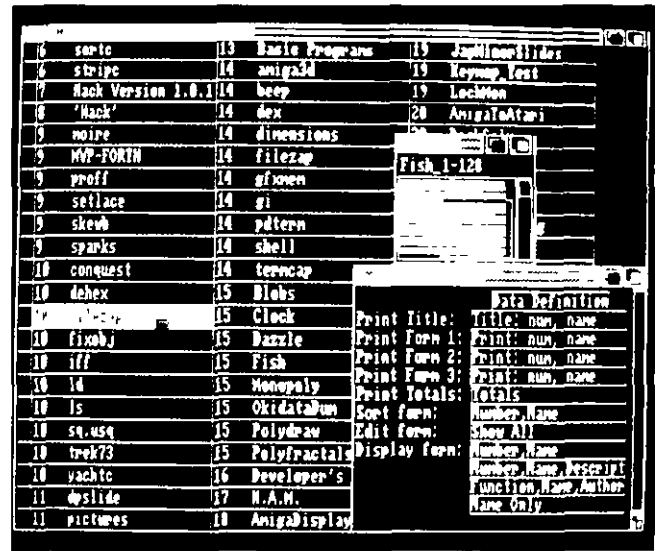 6 sortc 13 Basic Programs 19 JapMinorSlides
6 stripc 14 amiga3d 19 Keymap_Test
7 Hack Version 1.0.1 14 beep 19 LockMon
8 'Hack' 14 dex 20 AmigaToAtari
9 moire 14 dimensions 20
9 MVP-FORTH 14 filezap
9 proff 14 gfxmem
9 setlace 14 gi
9 skewb 14 pdterm
9 sparks 14 shell
10 conquest 14 termcap
10 dehex 15 Blobs
15 Clock
10 fixobj 15 Dazzle
10 iff 15 Fish
10 ld 15 Monopoly
10 ls 15 OkidataDum
10 sq,usq 15 Polydraw
10 trek73 15 Polyfractals
10 yachtc 16 Developer's
11 dpslide 17 H.A.M.
11 pictures 18 AmigaDisplay
Fish_1-128
Data Definition
Print Title: Title: num, name
Print Form 1: Print: num, name
Print Form 2: Print: num, name
Print Form 3: Print: num, name
Print Totals: Totals
Sort form: Number,Name
Edit form: Show All
Display form: Number,Name
Number,Name,Descript
Function,Name,Author
Name Only